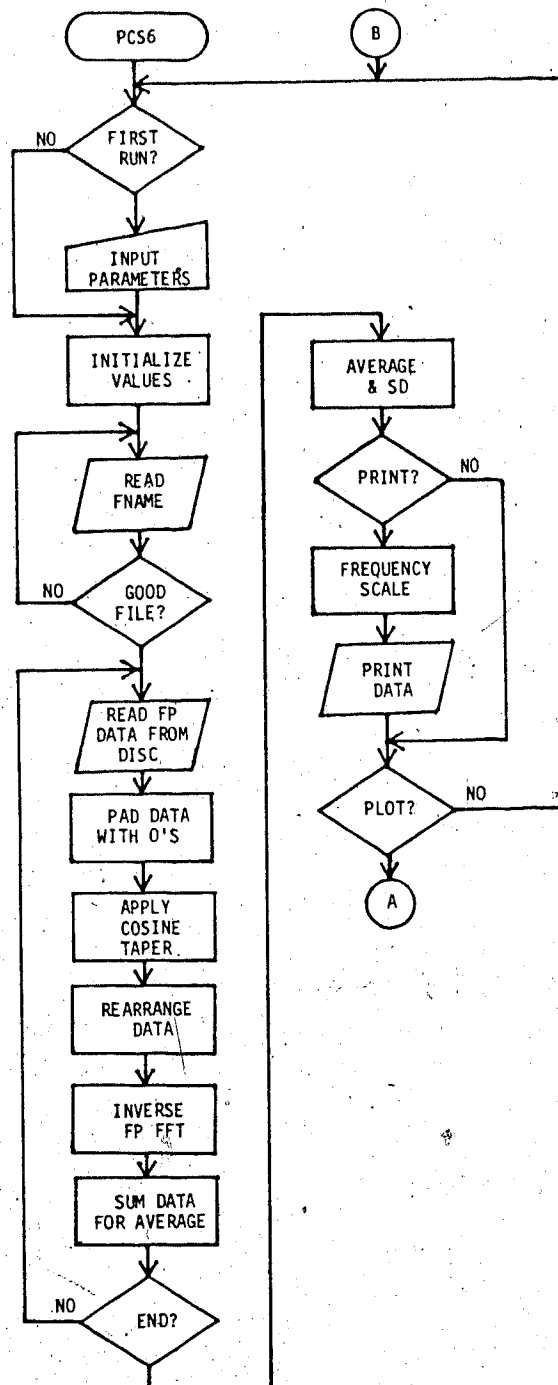 PCS6
B
NO
FIRST
RUN?
INPUT
PARAMETERS
INITIALIZE
VALUES
READ
FNAME
NO
GOOD
FILE?
READ FP
DATA FROM
DISC
PAD DATA
WITH 0'S
APPLY
COSINE
TAPER
REARRANGE
DATA
INVERSE
FP FFT
SUM DATA
FOR AVERAGE
NO
END?
AVERAGE
& SD
PRINT?
NO
FREQUENCY
SCALE
PRINT
DATA
PLOT?
NO
A